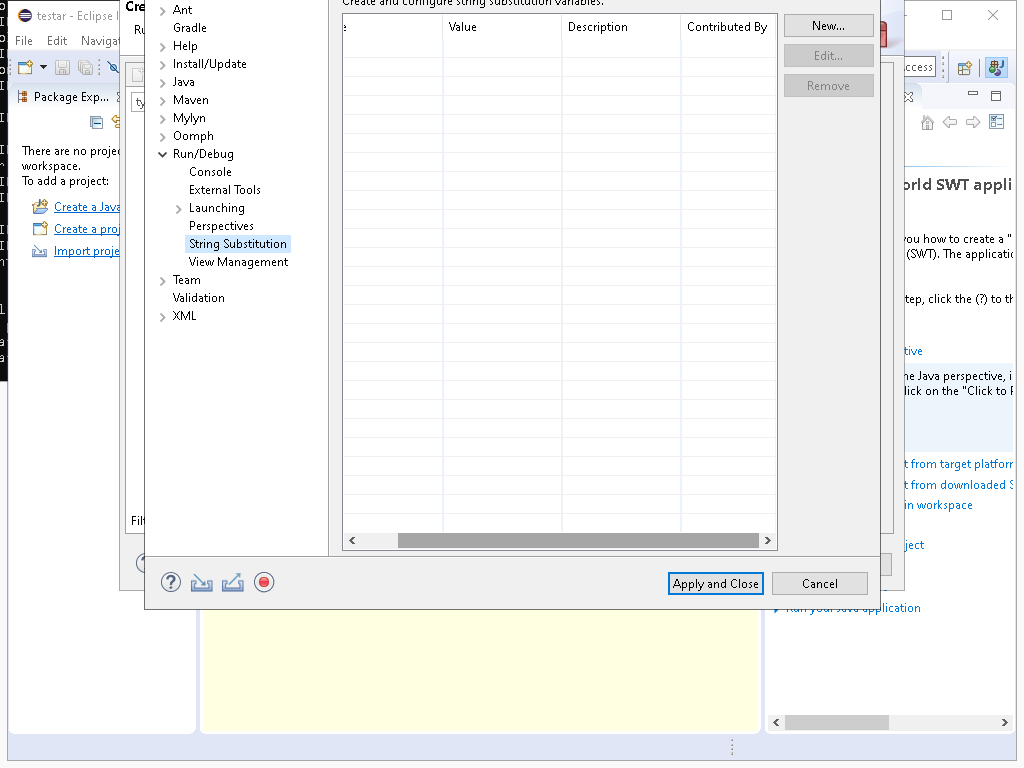 testar - Eclipse I
File Edit Navigat
Package Exp...
There are no proje
workspace.
To add a project:
Create a Java
Create a proj
Import proje
Cre
Ru
ty
Filt
Ant
Gradle
Help
Install/Update
Java
Maven
Mylyn
Oomph
Run/Debug
Console
External Tools
Launching
Perspectives
String Substitution
View Management
Team
Validation
XML
Create and configure string substitution variables.
e Value Description Contributed By
New...
Edit...
Remove
Apply and Close
Cancel
ccess
orld SWT appli
you how to create a "
(SWT). The applicatio
tep, click the (?) to th
tive
he Java perspective, i
lick on the "Click to P
t from target platform
t from downloaded S
in workspace
ject
Run your Java application